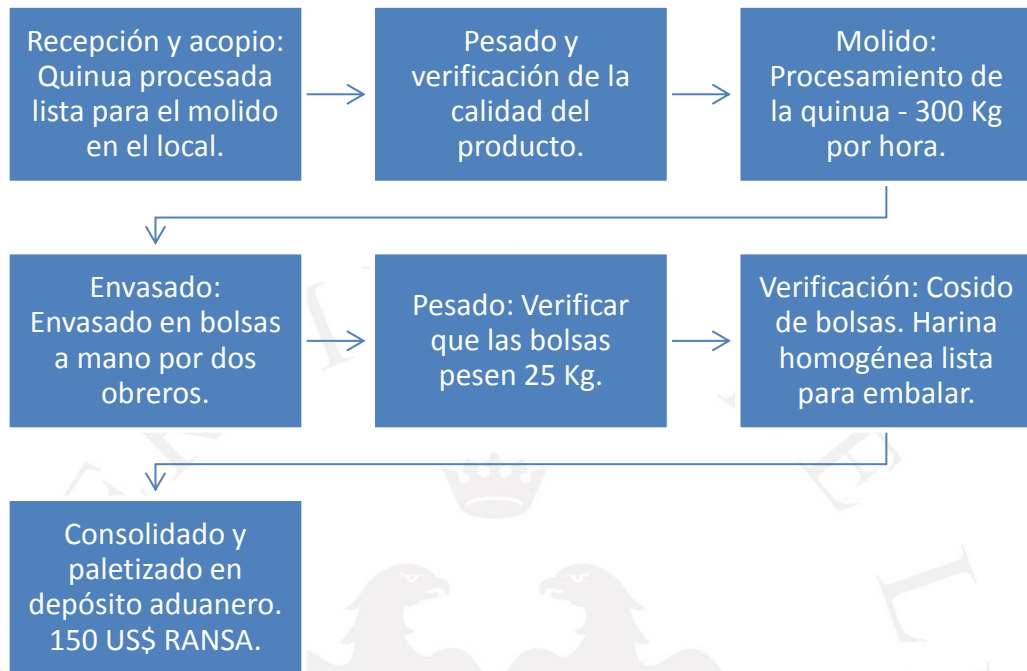 Recepción y acopio:
Quinua procesada
lista para el molido
en el local.
Pesado y
verificación de la
calidad del
producto.
Molido:
Procesamiento de
la quinua - 300 Kg
por hora.
Envasado:
Envasado en bolsas
a mano por dos
obreros.
Pesado: Verificar
que las bolsas
pesen 25 Kg.
Verificación: Cosido
de bolsas. Harina
homogénea lista
para embalar.
Consolidado y
paletizado en
depósito aduanero.
150 US$ RANSA.